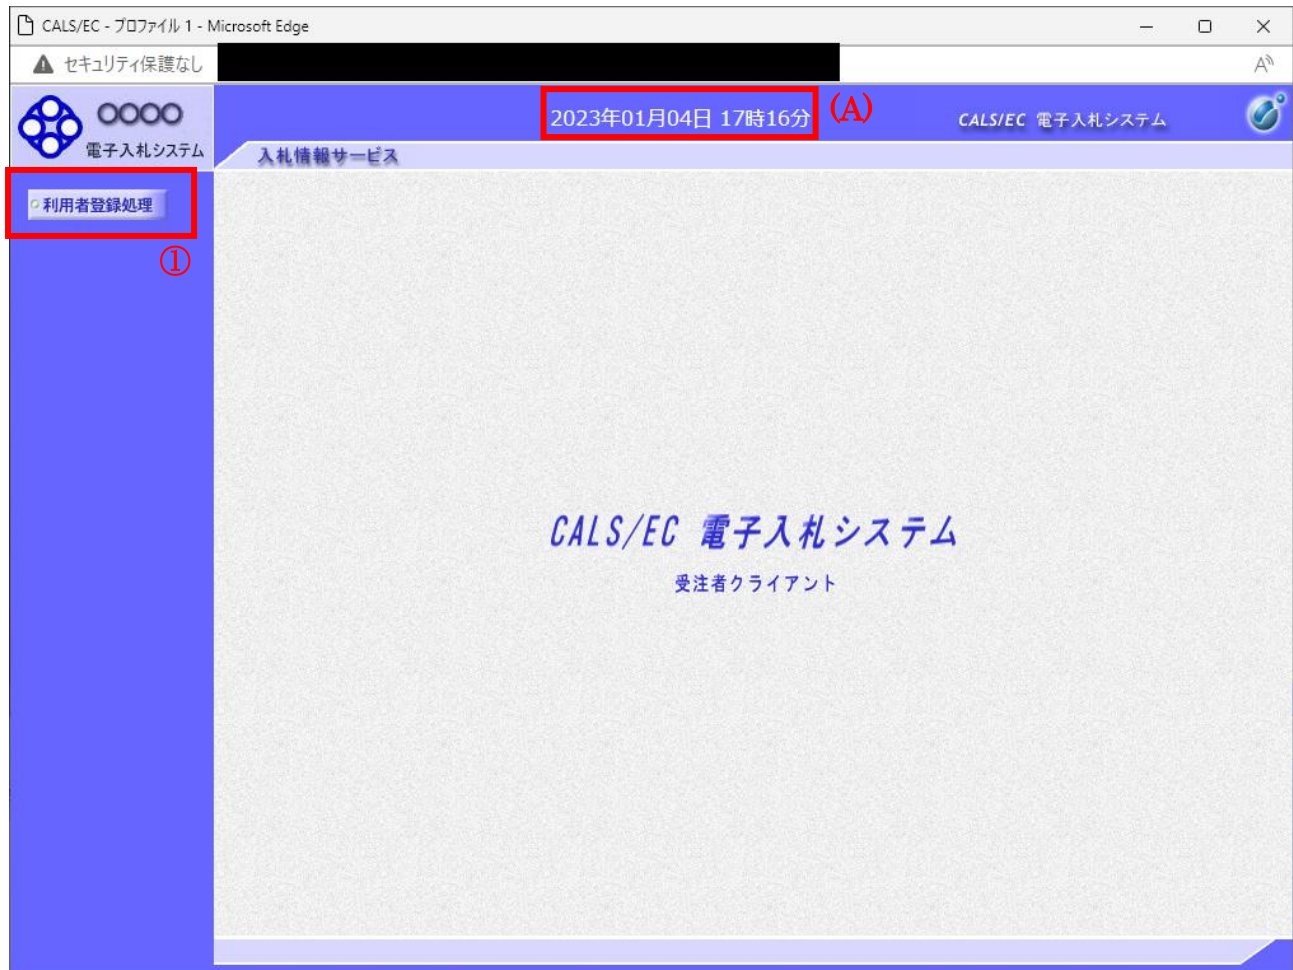 CALS/EC - プロファイル 1 - Microsoft Edge
セキュリティ保護なし
○○○○
電子入札システム
2023年01月04日 17時16分
(A)
CALS/EC 電子入札システム
入札情報サービス
利用者登録処理
①
CALS/EC 電子入札システム
受注者クライアント